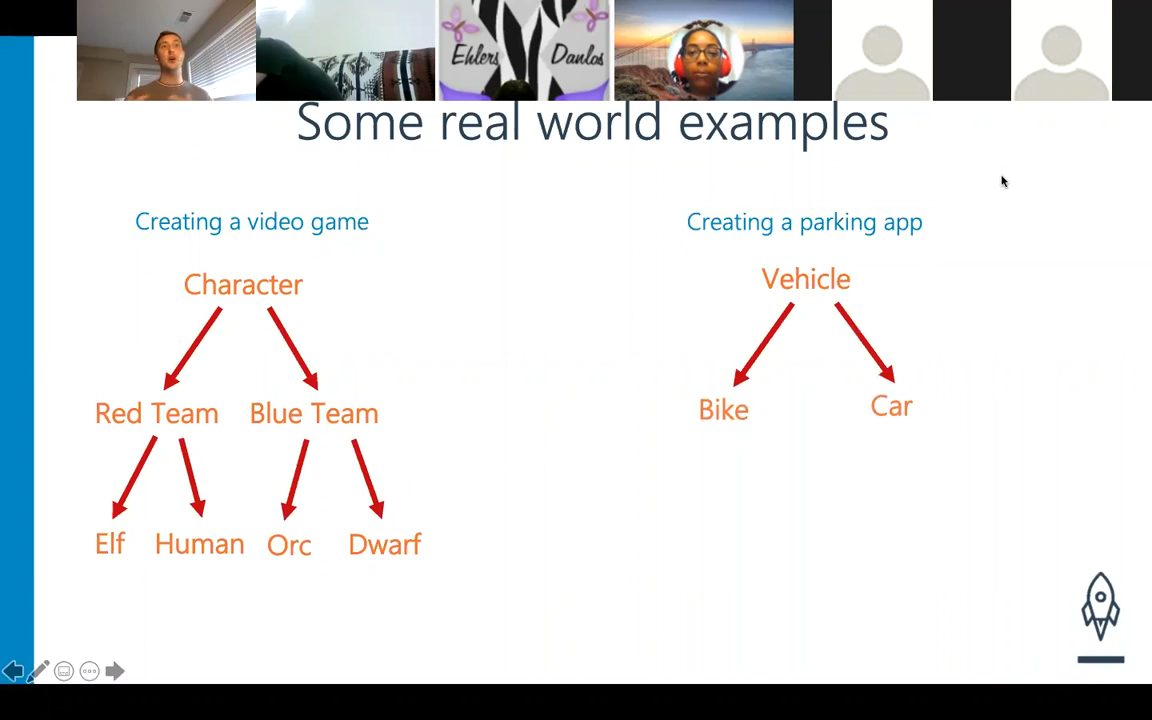 Ehlers Danlos
Some real world examples
Creating a video game
Creating a parking app
Character
Vehicle
Red Team
Blue Team
Bike
Car
Elf
Human
Orc
Dwarf